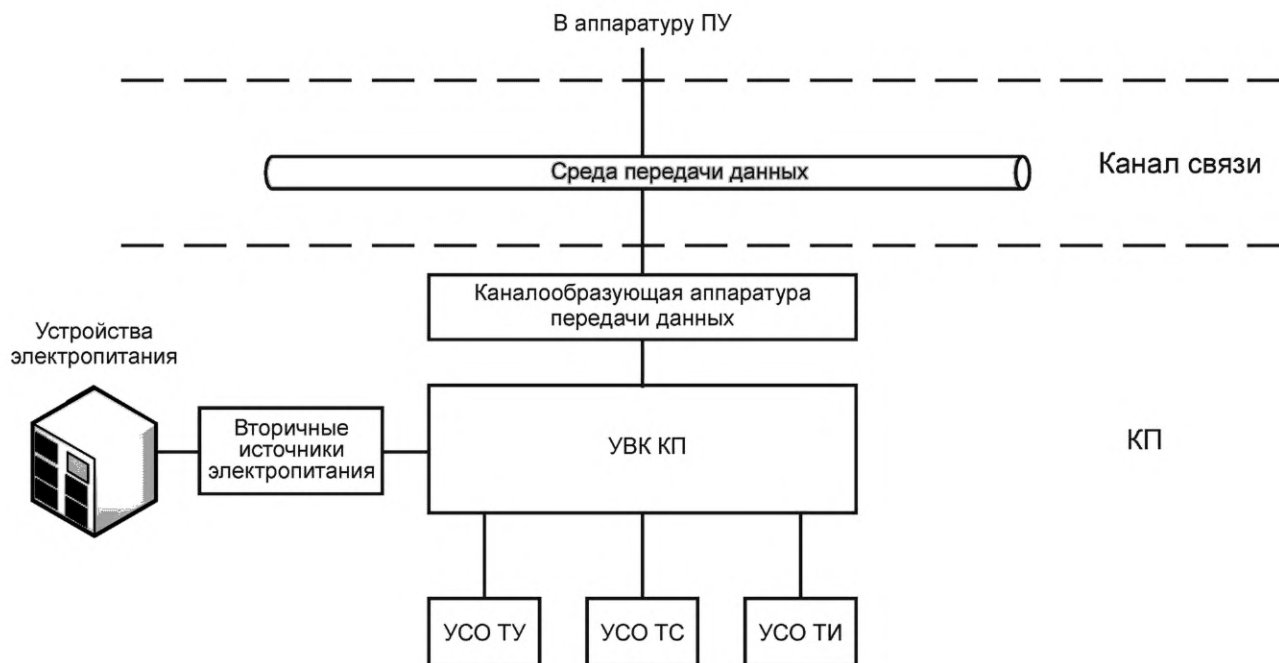 В аппаратуру ПУ
Среда передачи данных
Канал связи
Каналообразующая аппаратура
передачи данных
Устройства
электропитания
Вторичные
источники
электропитания
УВК КП
КП
УСО ТУ
УСО ТС
УСО ТИ